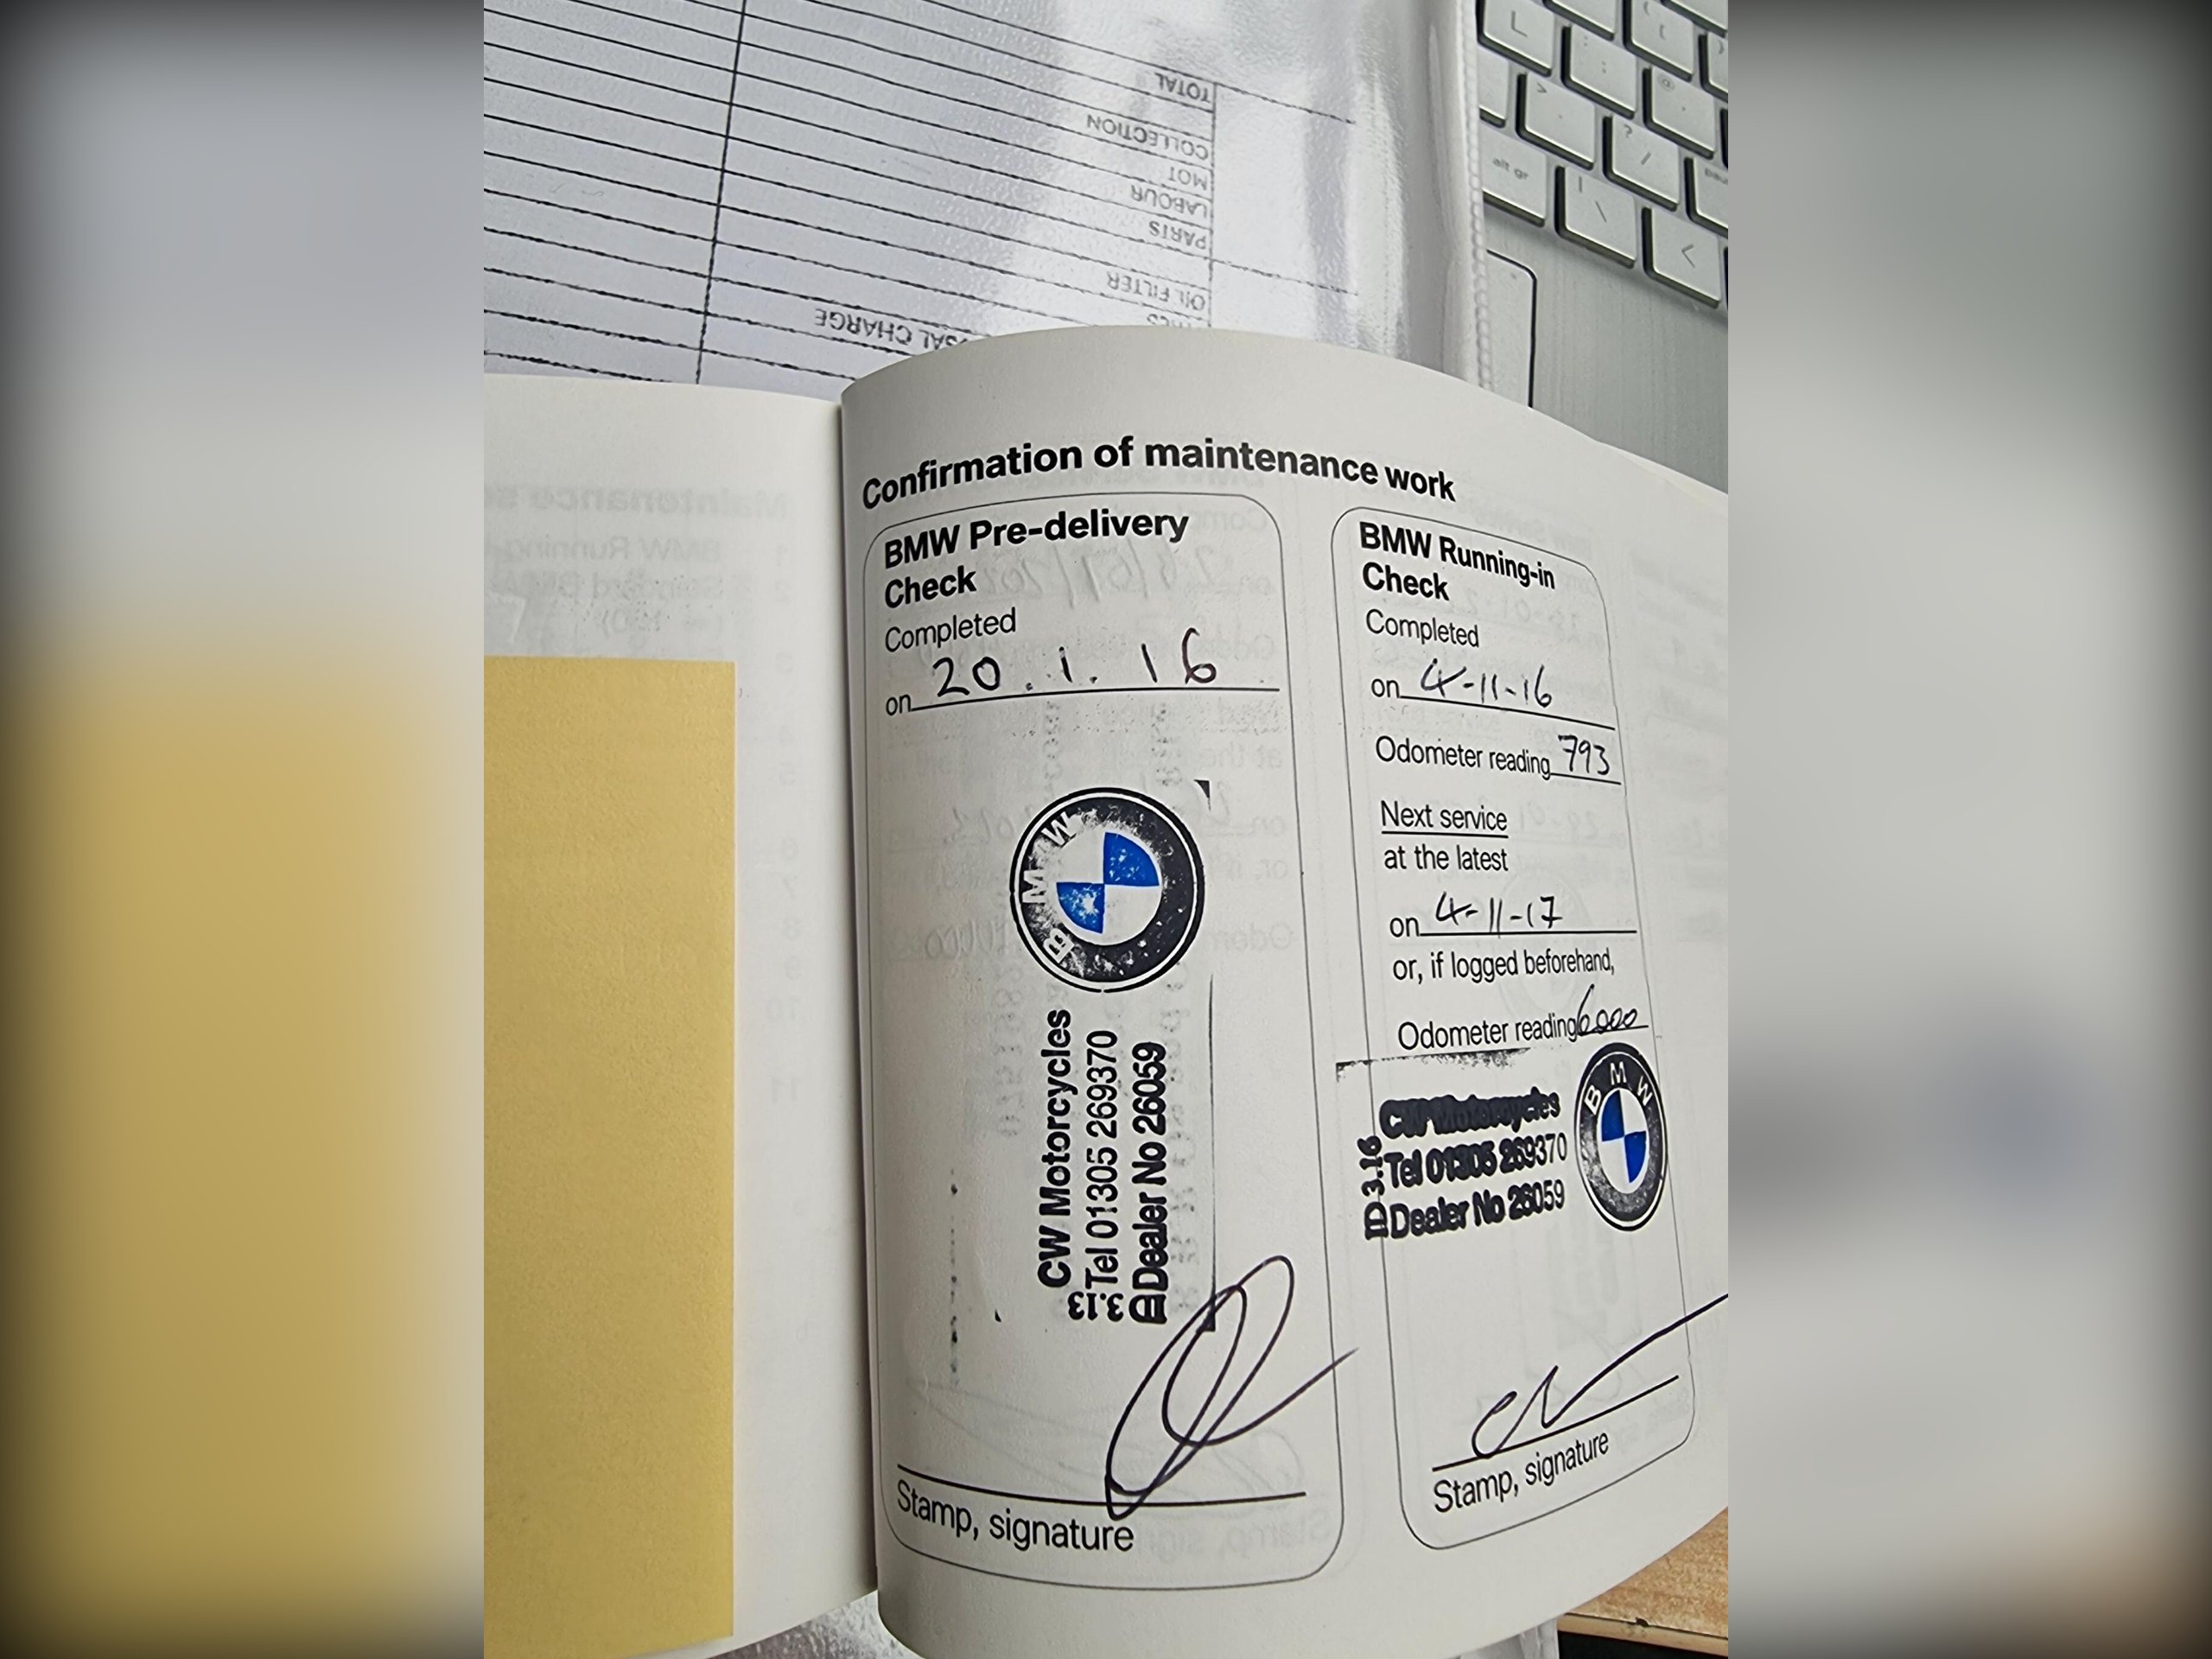 TOTAL
COLLECTION
MOT
LABOUR
PARTS
OIL FILTER
CHARGE
L
alt gr
Confirmation of maintenance work
BMW Pre-delivery
Check
Completed
on 20.1.16
BMW
CW Motorcycles
Tel 01305 269370
Dealer No 26059
3.13
Stamp, signature
BMW Running-in
Check
Completed
on 4-11-16
Odometer reading 793
Next service
at the latest
on 4-11-17
or, if logged beforehand,
Odometer reading 6000
CW Motorcycles
Tel 01305 269370
Dealer No 26059
ID 3.16
BMW
Stamp, signature